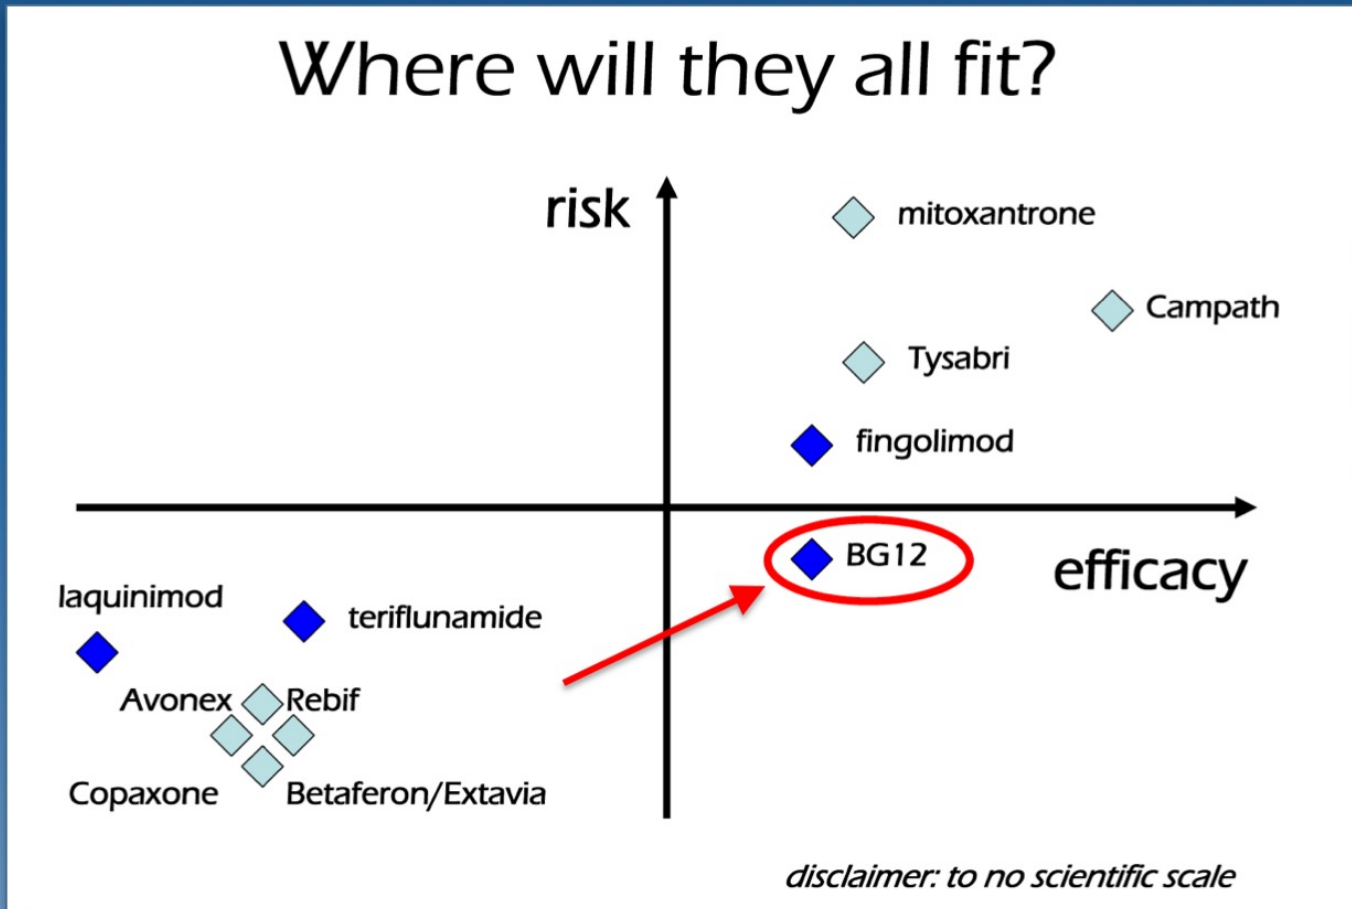 Where will they all fit?
risk
mitoxantrone
Campath
Tysabri
fingolimod
BG12
efficacy
laquinimod
teriflunamide
Avonex
Rebif
Copaxone
Betaferon/Extavia
disclaimer: to no scientific scale